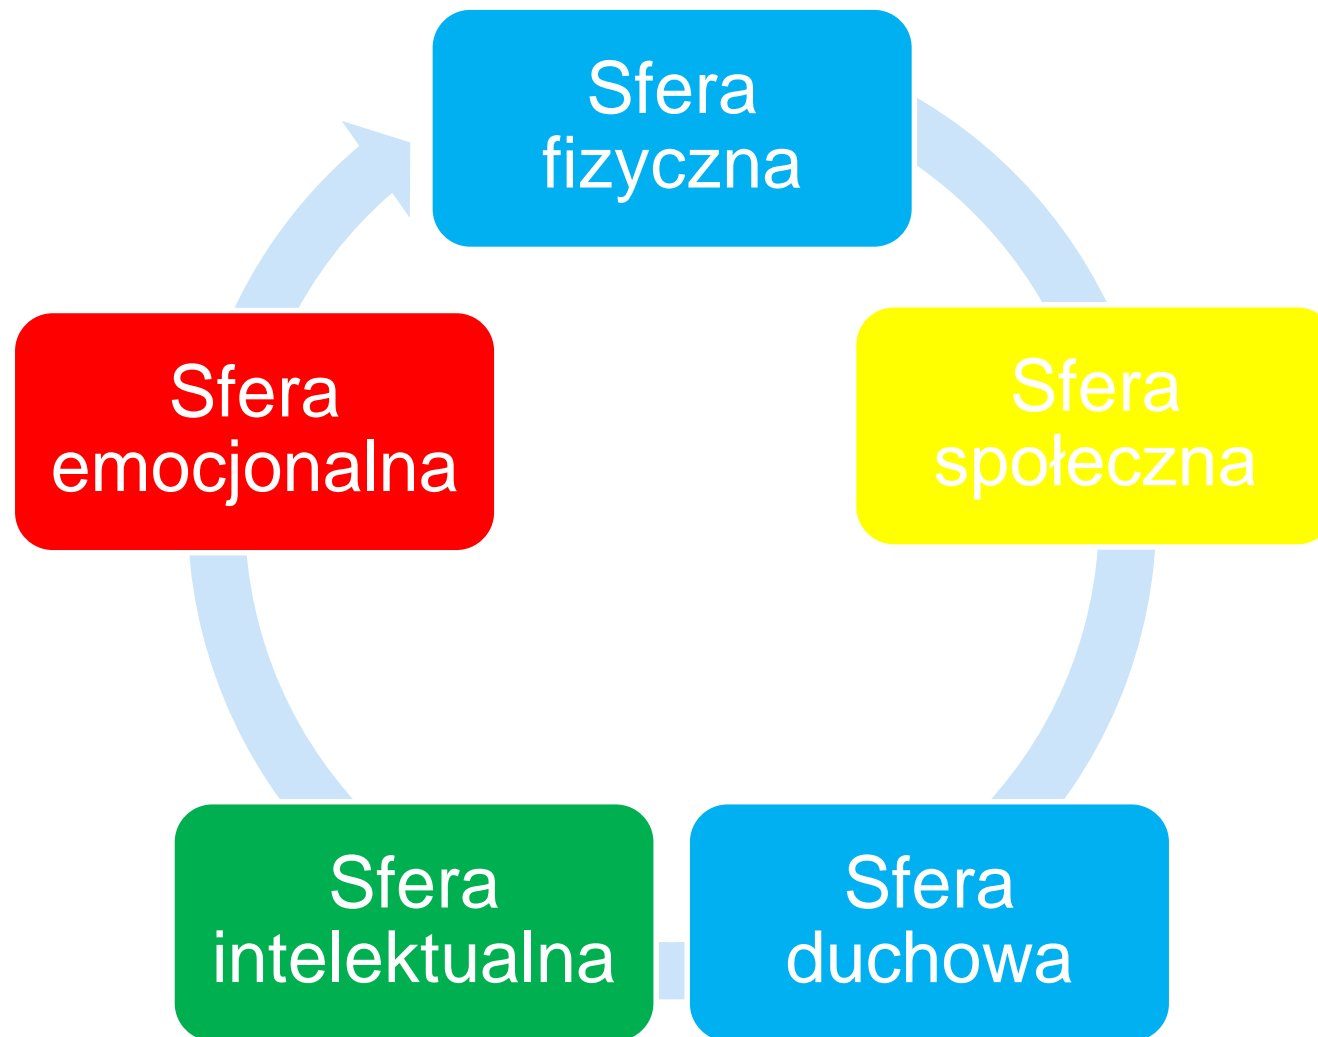 Sfera
fizyczna
Sfera
emocjonalna
Sfera
społeczna
Sfera
intelektualna
Sfera
duchowa